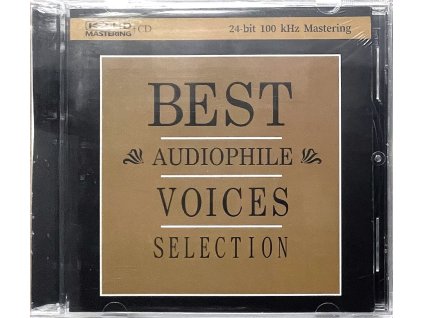 K2HD MASTERING +CD
24-bit 100 kHz Mastering
BEST
AUDIOPHILE
VOICES
SELECTION